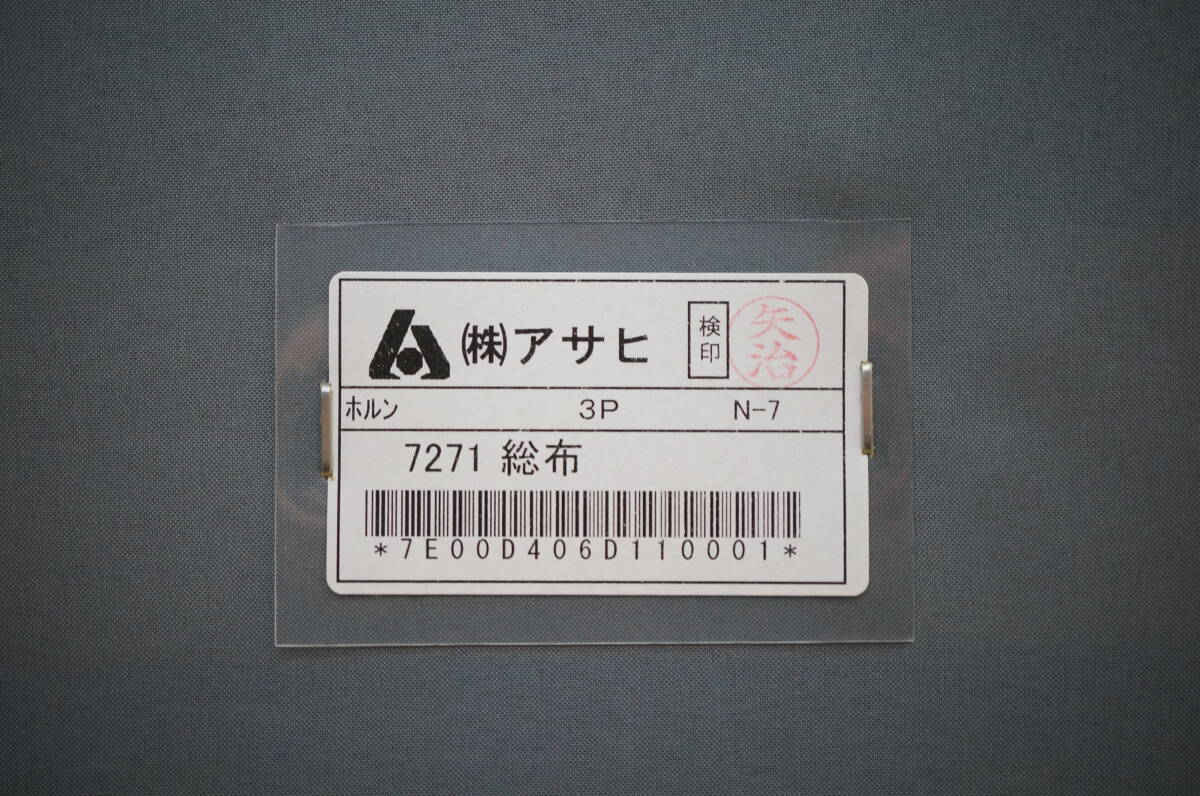 ㈱アサヒ
検印
矢治
ホルン 3P N-7
7271 総布
*7E00D406D110001*